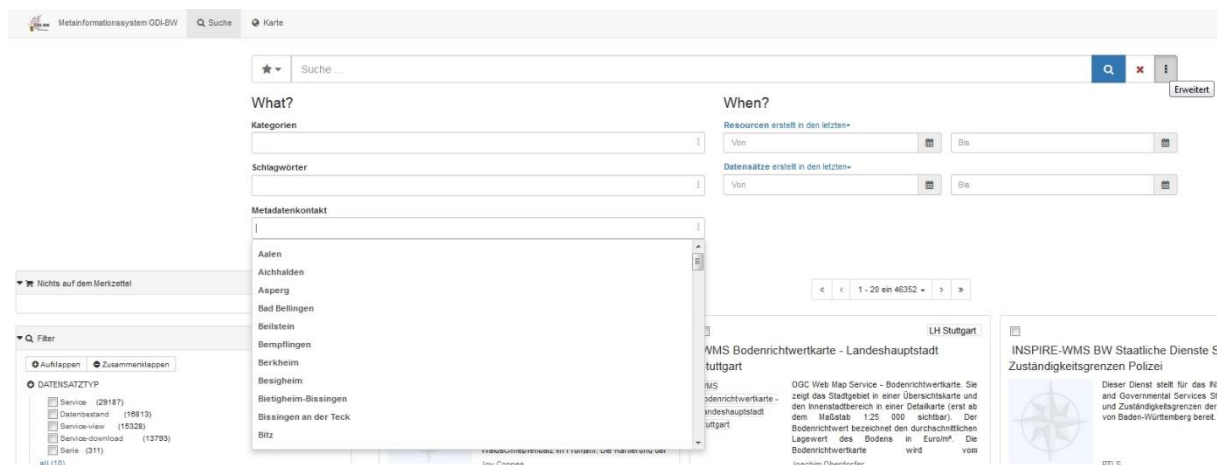 Metainformationssystem GDI-BW Suche Karte
Suche ...
Erweitert
What?
Kategorien
Schlagwörter
Metadatenkontakt
Aalen
Aichhalden
Asperg
Bad Bellingen
Beilstein
Bempflingen
Berkheim
Besigheim
Bietigheim-Bissingen
Bissingen an der Teck
Bitz
When?
Resourcen erstellt in den letzten
Von Bis
Datensätze erstellt in den letzten
Von Bis
Nichts auf dem Merkzettel
Filter
Aufklappen Zusammenklappen
DATENSATZTYP
Service (29187)
Datenbestand (16813)
Service-view (15328)
Service-download (13793)
Serie (311)
« < 1 - 20 ein 46352 > »
LH Stuttgart
WMS Bodenrichtwertkarte - Landeshauptstadt
tuttgart
WMS
odenrichtwertkarte -
andeshauptstadt
tuttgart
OGC Web Map Service - Bodenrichtwertkarte. Sie
zeigt das Stadtgebiet in einer Übersichtskarte und
den Innenstadtbereich in einer Detailkarte (erst ab
dem Maßstab 1:25 000 sichtbar). Der
Bodenrichtwert bezeichnet den durchschnittlichen
Lagewert des Bodens in Euro/m². Die
Bodenrichtwertkarte wird vom
INSPIRE-WMS BW Staatliche Dienste S
Zuständigkeitsgrenzen Polizei
Dieser Dienst stellt für das IN
and Governmental Services St
und Zuständigkeitsgrenzen der
von Baden-Württemberg bereit.